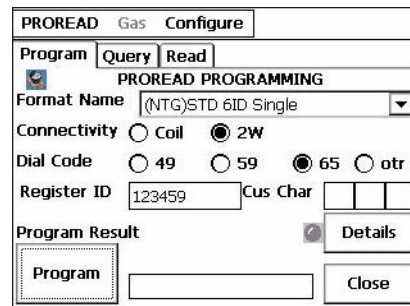 PROREAD Gas Configure
Program Query Read
PROREAD PROGRAMMING
Format Name (NTG)STD 6ID Single
Connectivity Coil 2W
Dial Code 49 59 65 otr
Register ID 123459 Cus Char
Program Result Details
Program Close